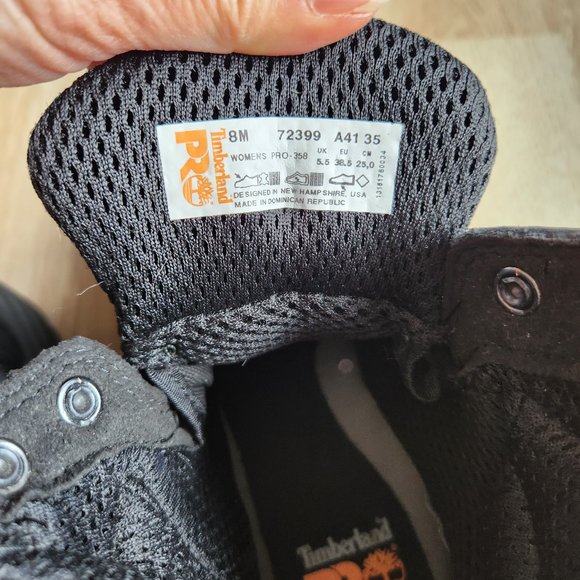 Timberland
PRO
8M 72399 A41 35
WOMENS PRO-358 UK EU CM
5.5 38.5 25,0
DESIGNED IN NEW HAMPSHIRE, USA
MADE IN DOMINICAN REPUBLIC
Timberland
PRO